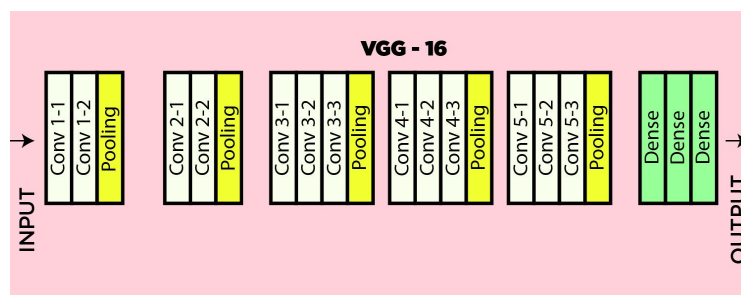 VGG - 16
INPUT
Conv 1-1
Conv 1-2
Pooling
Conv 2-1
Conv 2-2
Pooling
Conv 3-1
Conv 3-2
Conv 3-3
Pooling
Conv 4-1
Conv 4-2
Conv 4-3
Pooling
Conv 5-1
Conv 5-2
Conv 5-3
Pooling
Dense
Dense
Dense
OUTPUT